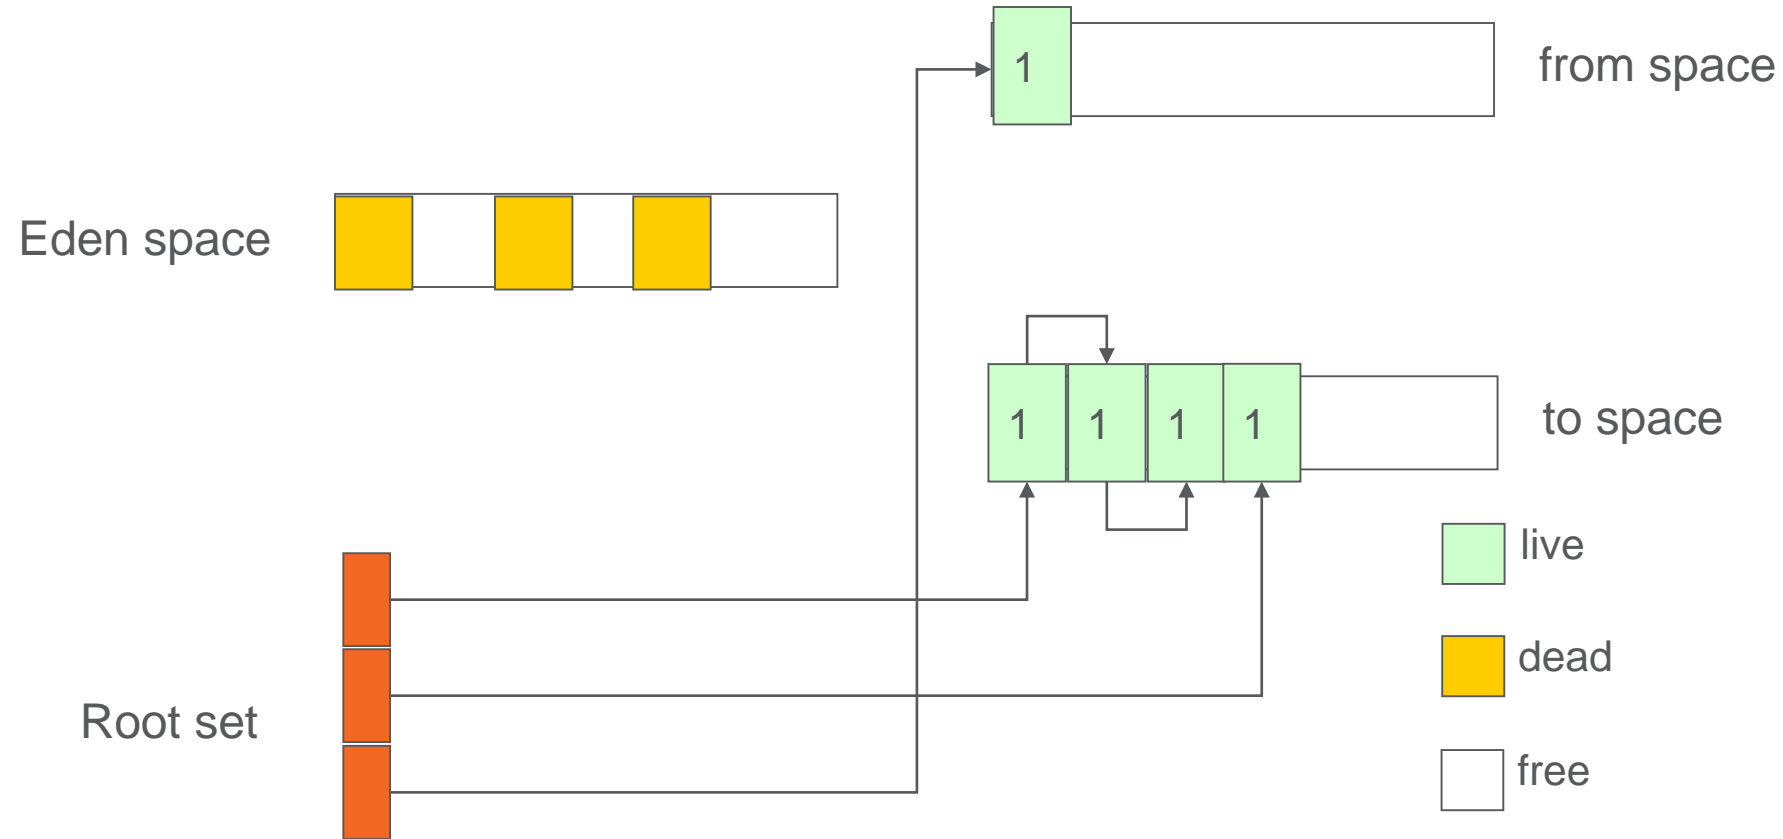 1
from space
Eden space
1 1 1 1
to space
live
dead
Root set
free